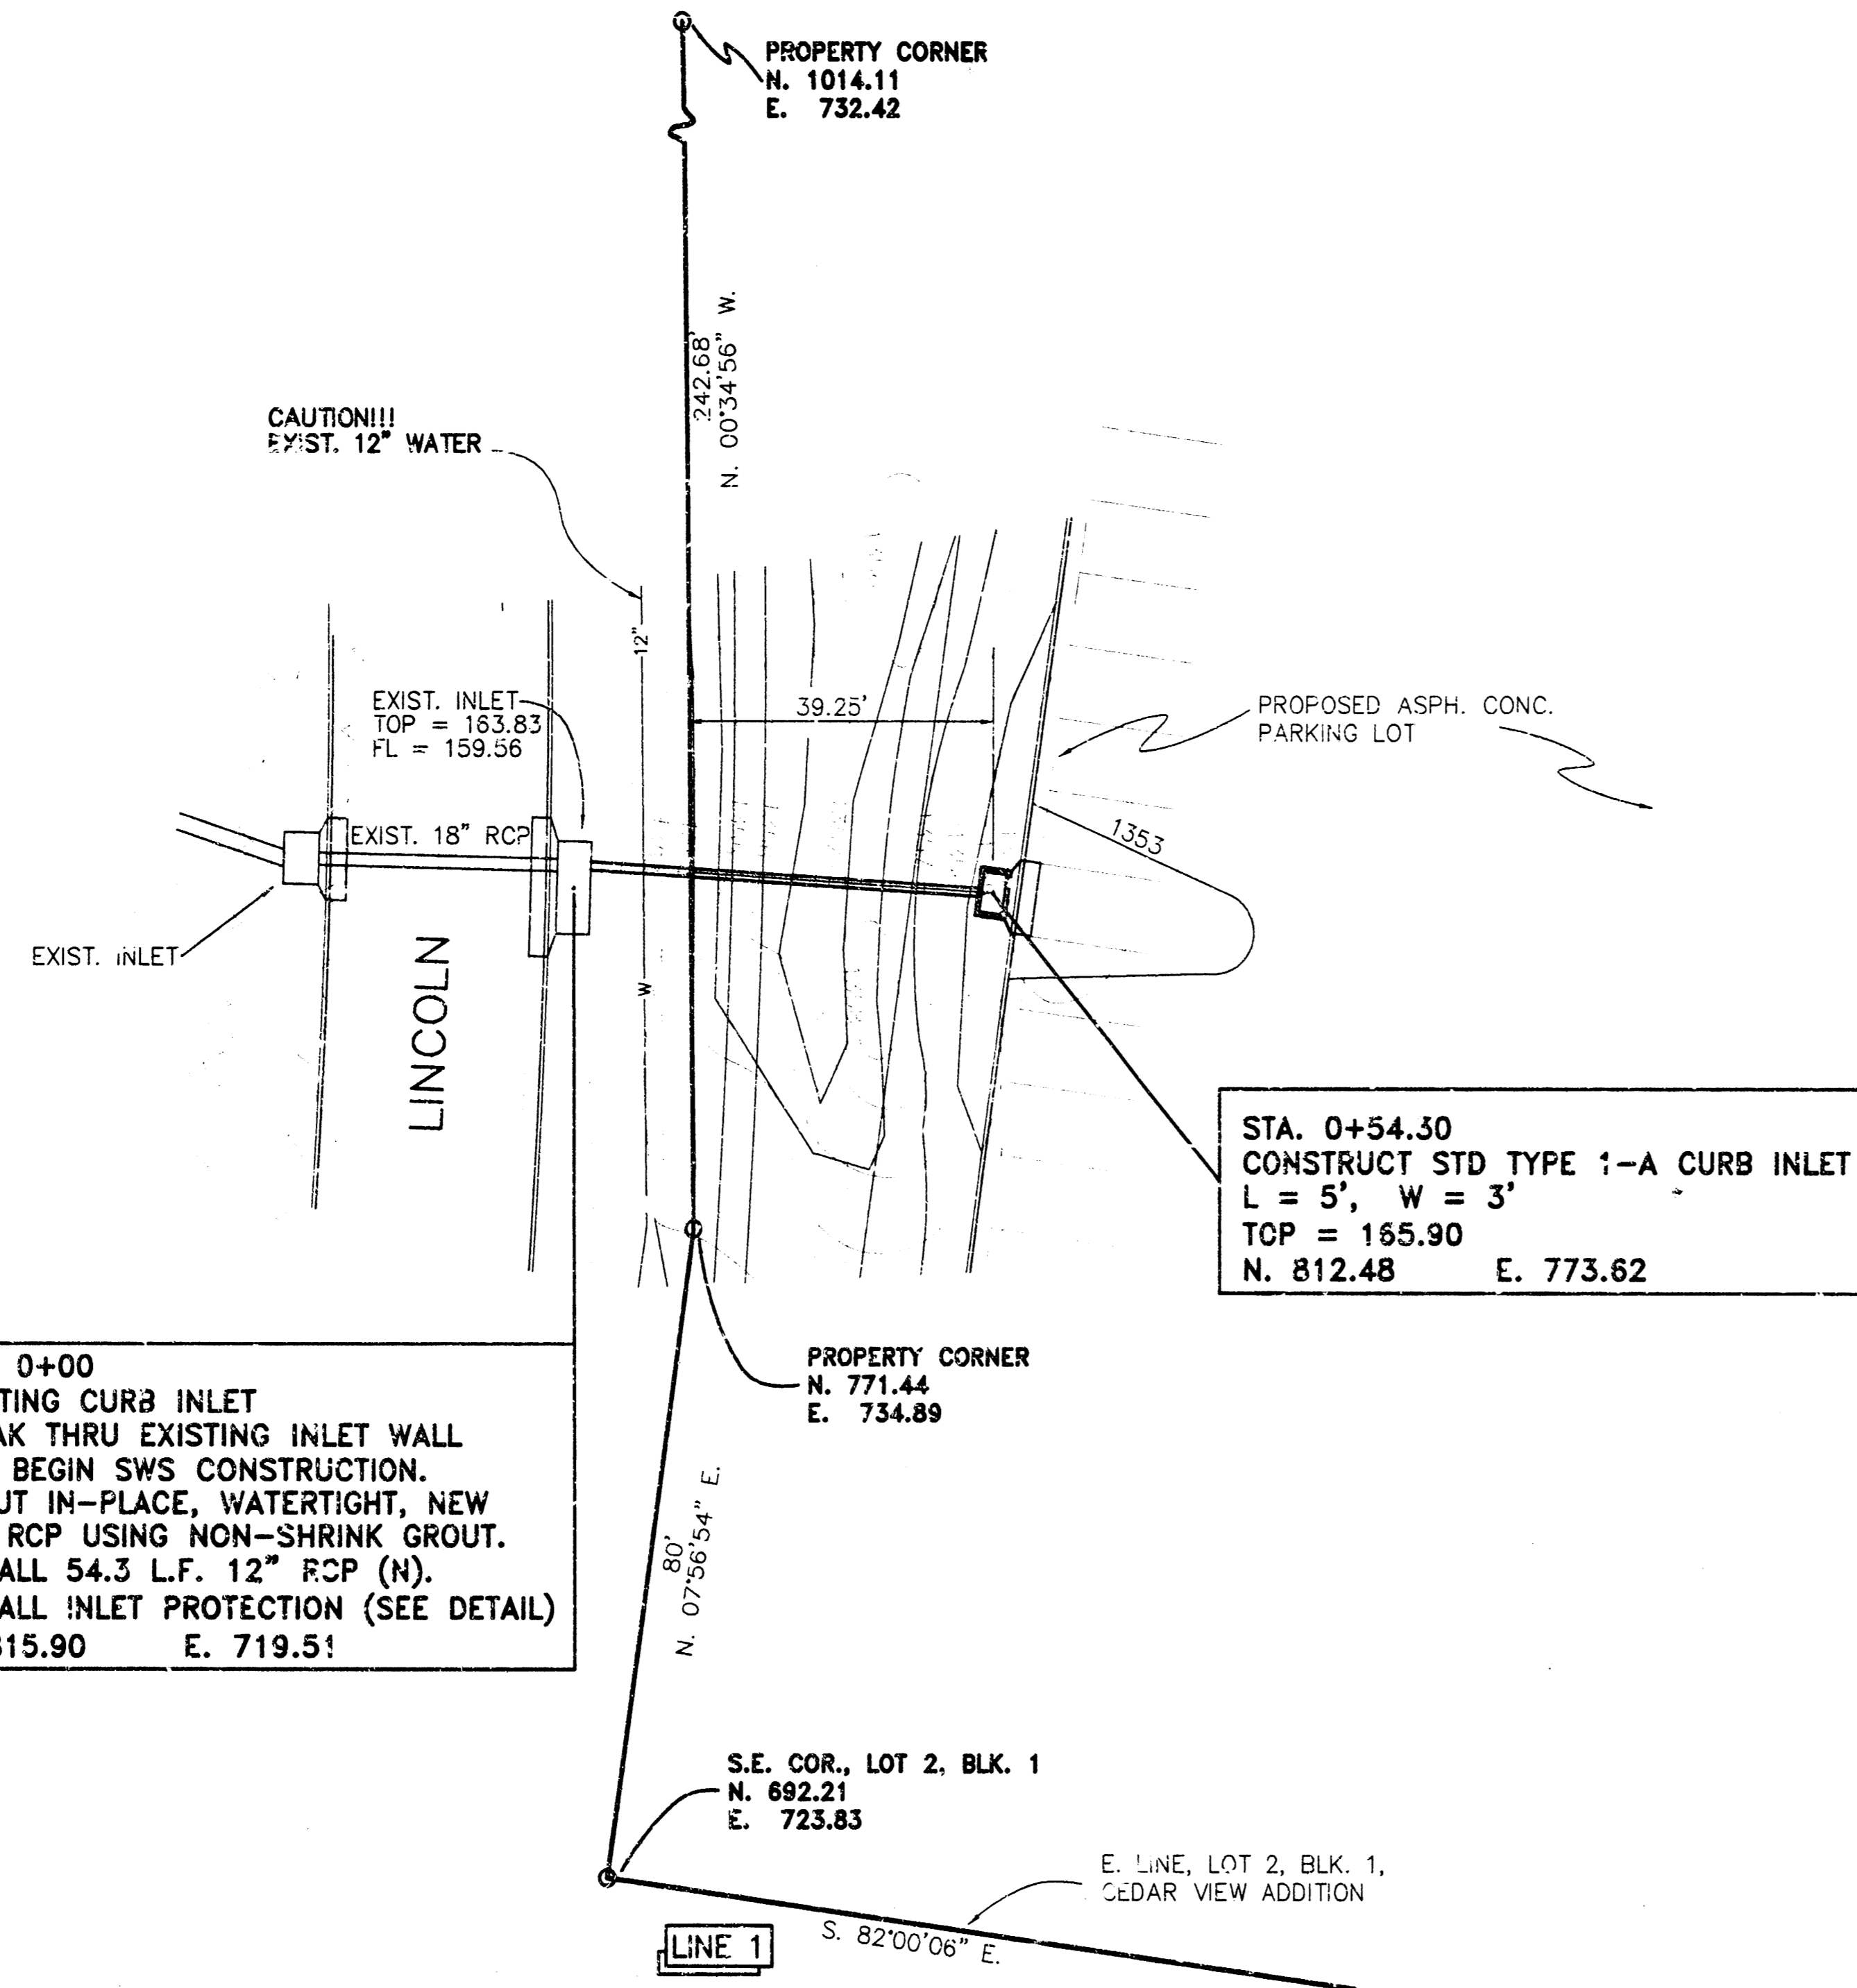 PROPERTY CORNER
N. 1014.11
E. 732.42
242.68'
N. 00°34'56" W.
CAUTION!!!
EXIST. 12" WATER
12"
EXIST. INLET
TOP = 163.83
FL = 159.56
39.25'
PROPOSED ASPH. CONC.
PARKING LOT
EXIST. 18" RCP
1353
EXIST. INLET
LINCOLN
W
STA. 0+54.30
CONSTRUCT STD TYPE 1-A CURB INLET
L = 5', W = 3'
TOP = 165.90
N. 812.48 E. 773.62
0+00
TING CURB INLET
AK THRU EXISTING INLET WALL
BEGIN SWS CONSTRUCTION.
UT IN-PLACE, WATERTIGHT, NEW
RCP USING NON-SHRINK GROUT.
ALL 54.3 L.F. 12" RCP (N).
ALL INLET PROTECTION (SEE DETAIL)
815.90 E. 719.51
PROPERTY CORNER
N. 771.44
E. 734.89
80'
N. 07°56'54" E.
S.E. COR., LOT 2, BLK. 1
N. 692.21
E. 723.83
E. LINE, LOT 2, BLK. 1,
CEDAR VIEW ADDITION
S. 82°00'06" E.
LINE 1